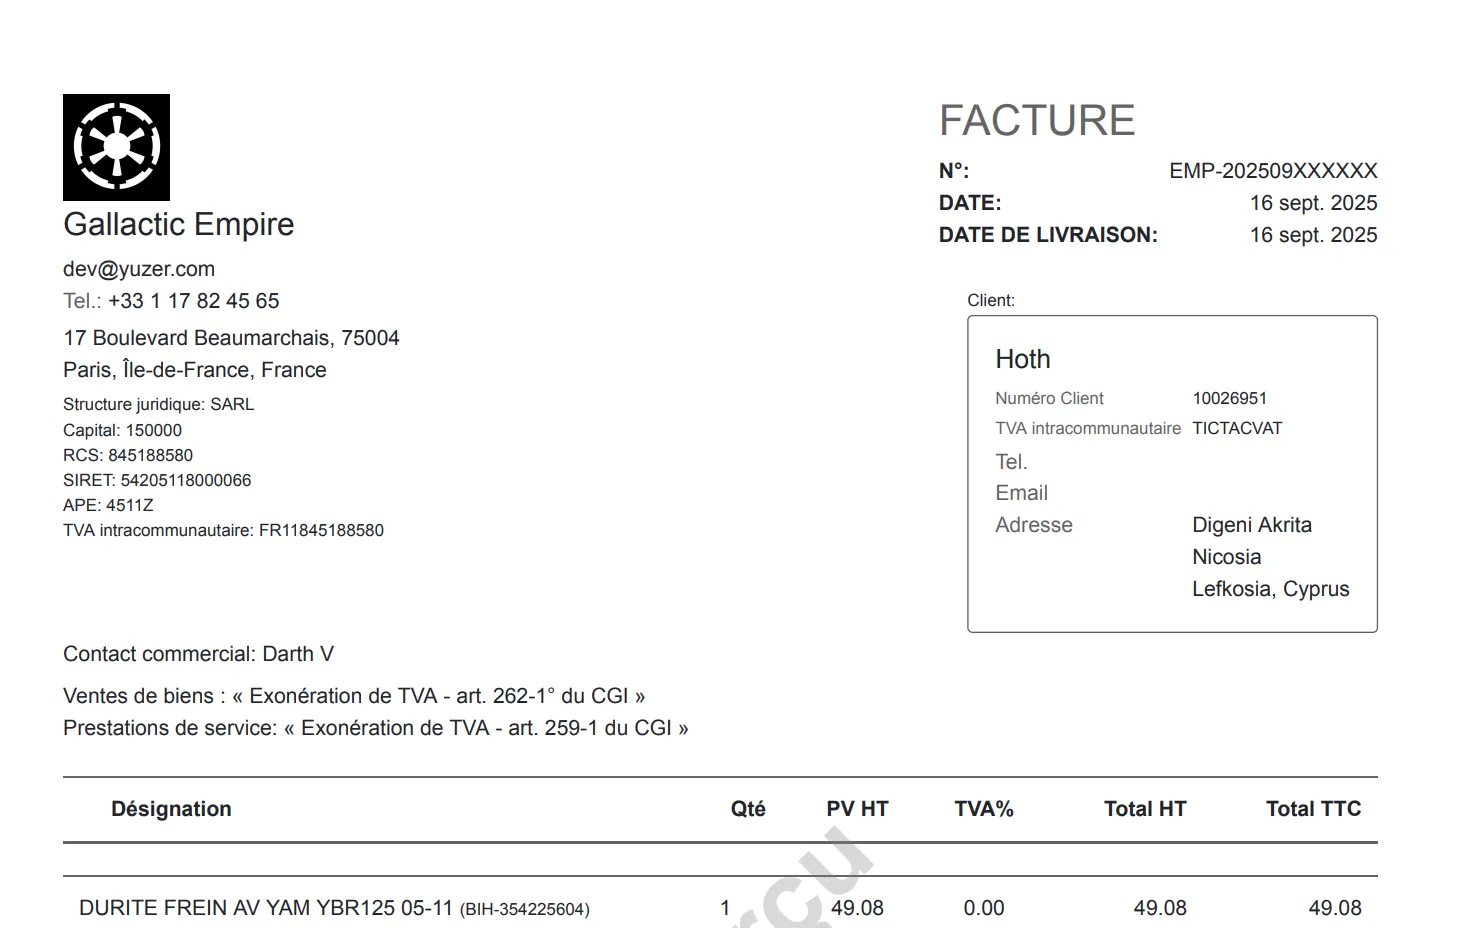 Gallactic Empire
dev@yuzer.com
Tel.: +33 1 17 82 45 65
17 Boulevard Beaumarchais, 75004
Paris, Île-de-France, France
Structure juridique: SARL
Capital: 150000
RCS: 845188580
SIRET: 54205118000066
APE: 4511Z
TVA intracommunautaire: FR11845188580
FACTURE
N°: EMP-202509XXXXXX
DATE: 16 sept. 2025
DATE DE LIVRAISON: 16 sept. 2025
Client:
Hoth
Numéro Client 10026951
TVA intracommunautaire TICTACVAT
Tel.
Email
Adresse Digeni Akrita
Nicosia
Lefkosia, Cyprus
Contact commercial: Darth V
Ventes de biens : « Exonération de TVA - art. 262-1° du CGI »
Prestations de service: « Exonération de TVA - art. 259-1 du CGI »
Désignation Qté PV HT TVA% Total HT Total TTC
DURITE FREIN AV YAM YBR125 05-11 (BIH-354225604) 1 49.08 0.00 49.08 49.08